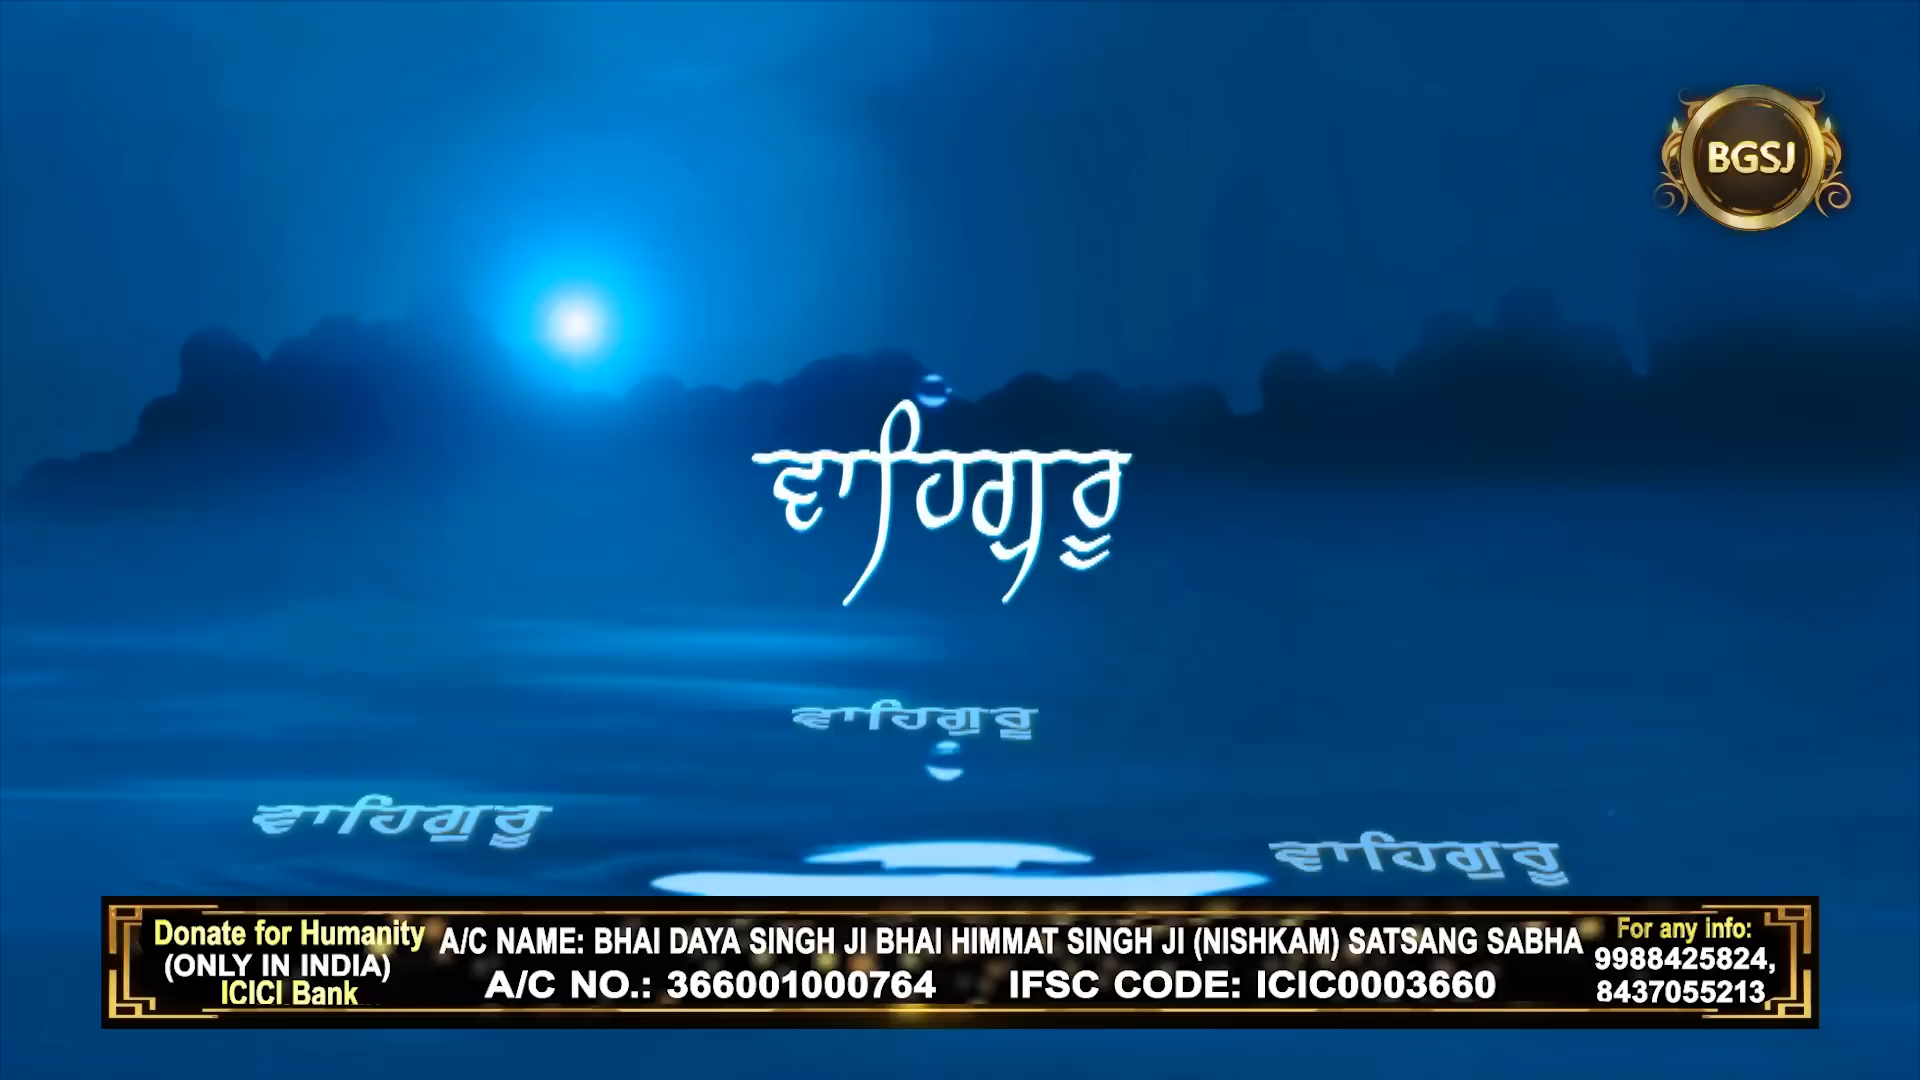 BGSJ
ਵਾਹਿਗੁਰੂ
ਵਾਹਿਗੁਰੂ
ਵਾਹਿਗੁਰੂ
ਵਾਹਿਗੁਰੂ
Donate for Humanity
(ONLY IN INDIA)
ICICI Bank
A/C NAME: BHAI DAYA SINGH JI BHAI HIMMAT SINGH JI (NISHKAM) SATSANG SABHA
A/C NO.: 366001000764 IFSC CODE: ICIC0003660
For any info:
9988425824,
8437055213